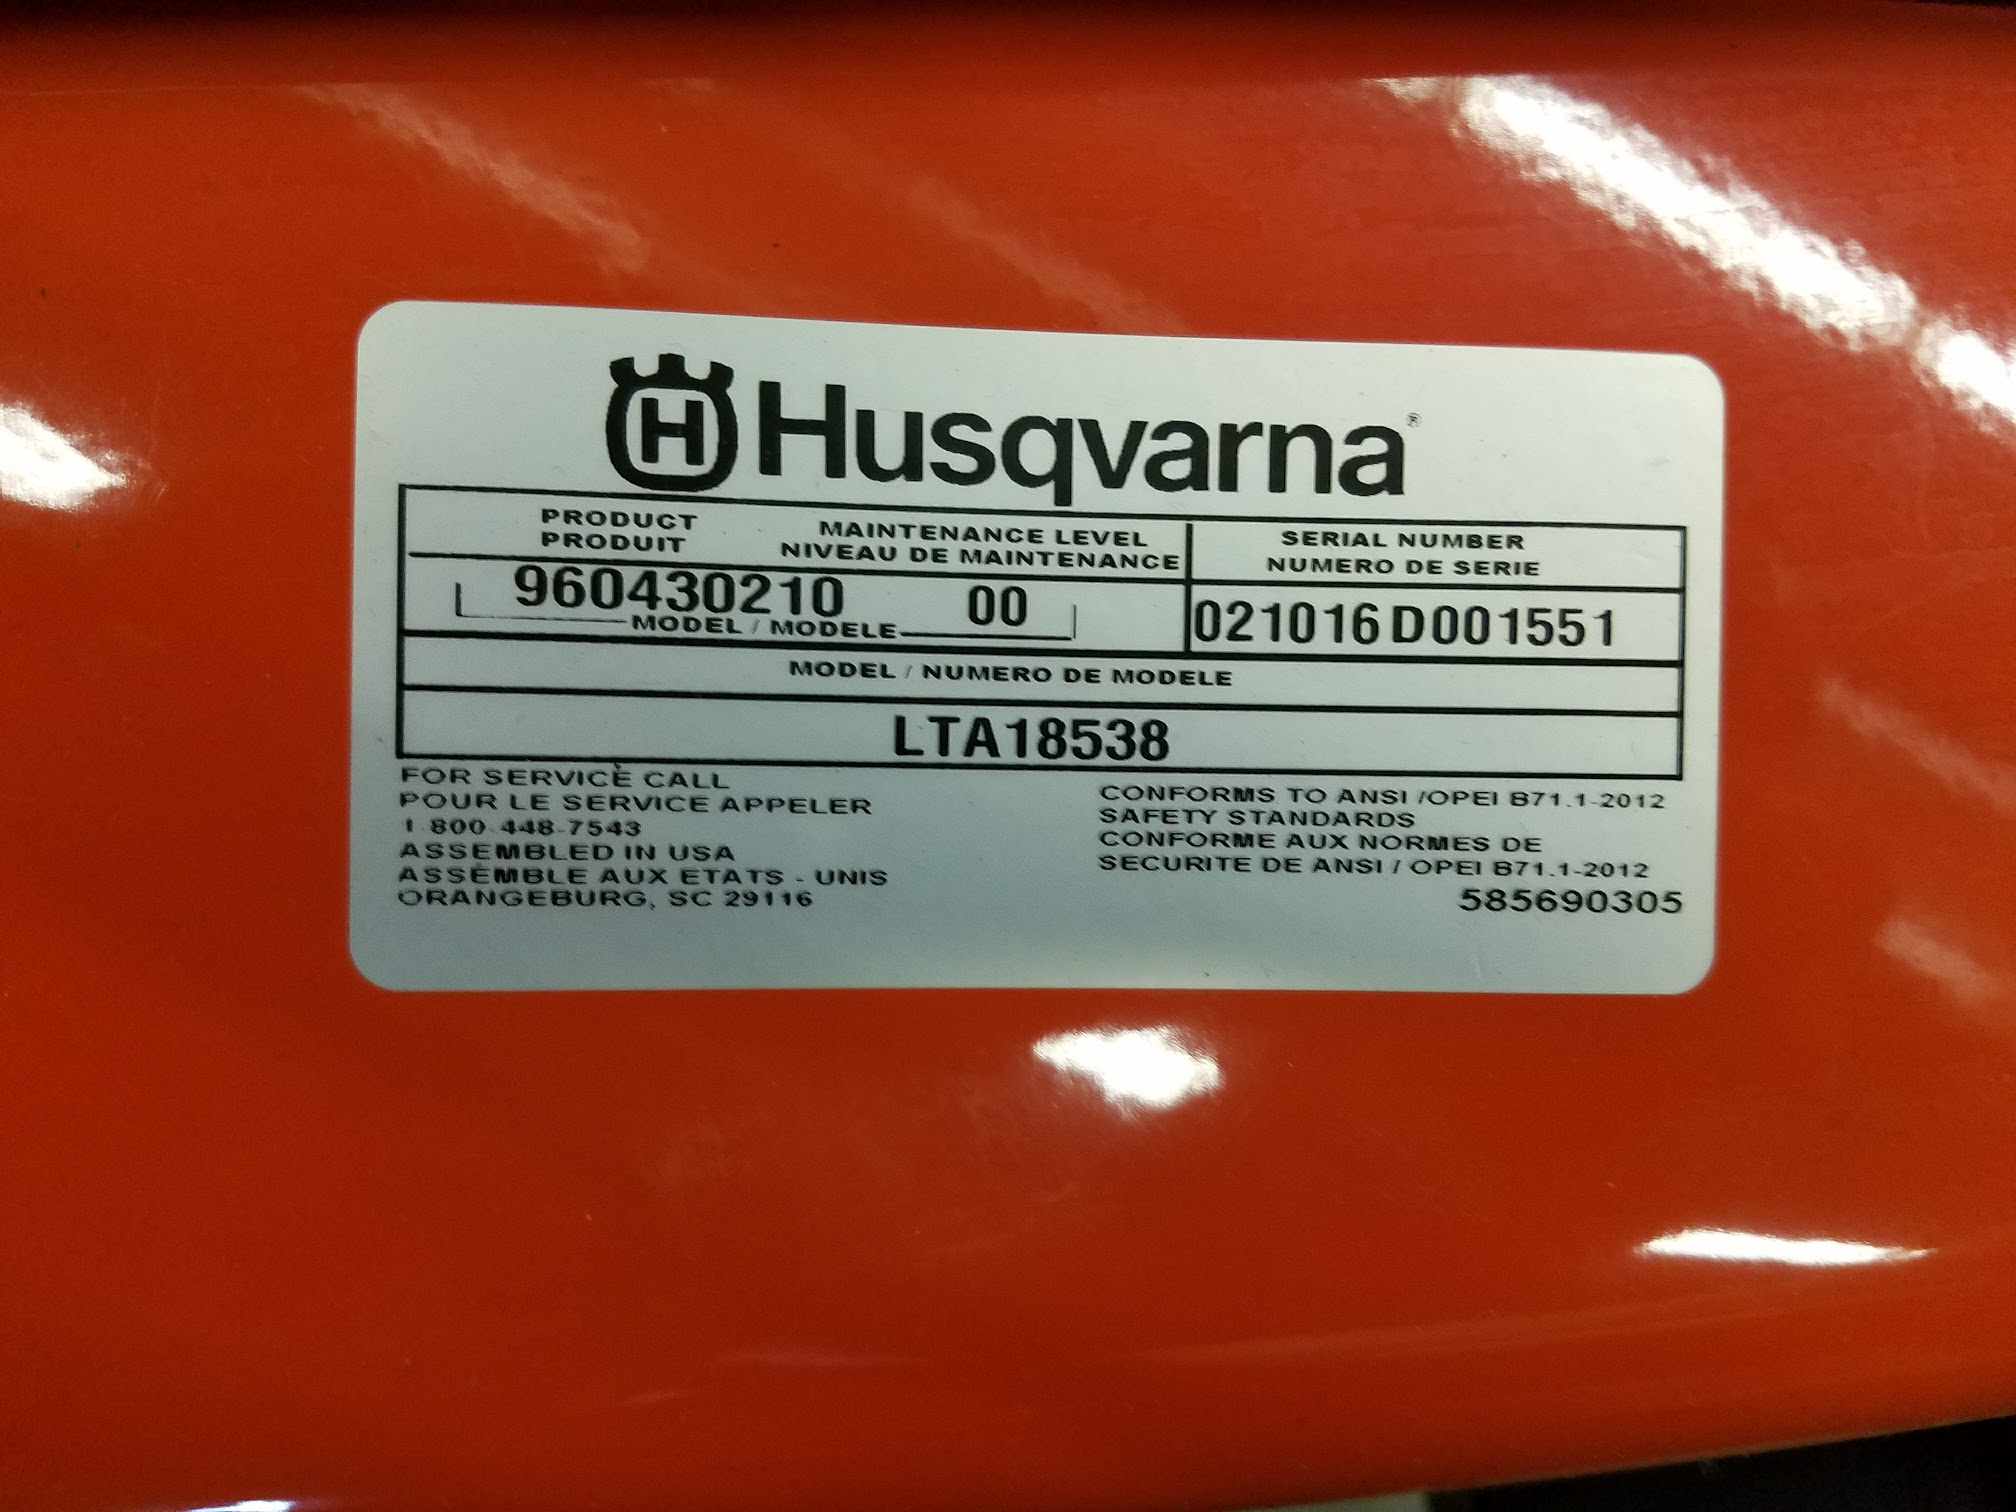 H Husqvarna®
PRODUCT
PRODUIT
MAINTENANCE LEVEL
NIVEAU DE MAINTENANCE
SERIAL NUMBER
NUMERO DE SERIE
960430210 00
MODEL / MODELE
021016D001551
MODEL / NUMERO DE MODELE
LTA18538
FOR SERVICE CALL
POUR LE SERVICE APPELER
1-800-448-7543
ASSEMBLED IN USA
ASSEMBLE AUX ETATS - UNIS
ORANGEBURG, SC 29116
CONFORMS TO ANSI /OPEI B71.1-2012
SAFETY STANDARDS
CONFORME AUX NORMES DE
SECURITE DE ANSI / OPEI B71.1-2012
585690305